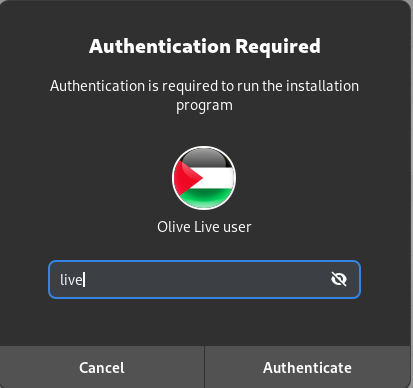 Authentication Required
Authentication is required to run the installation
program
Olive Live user
live
Cancel
Authenticate